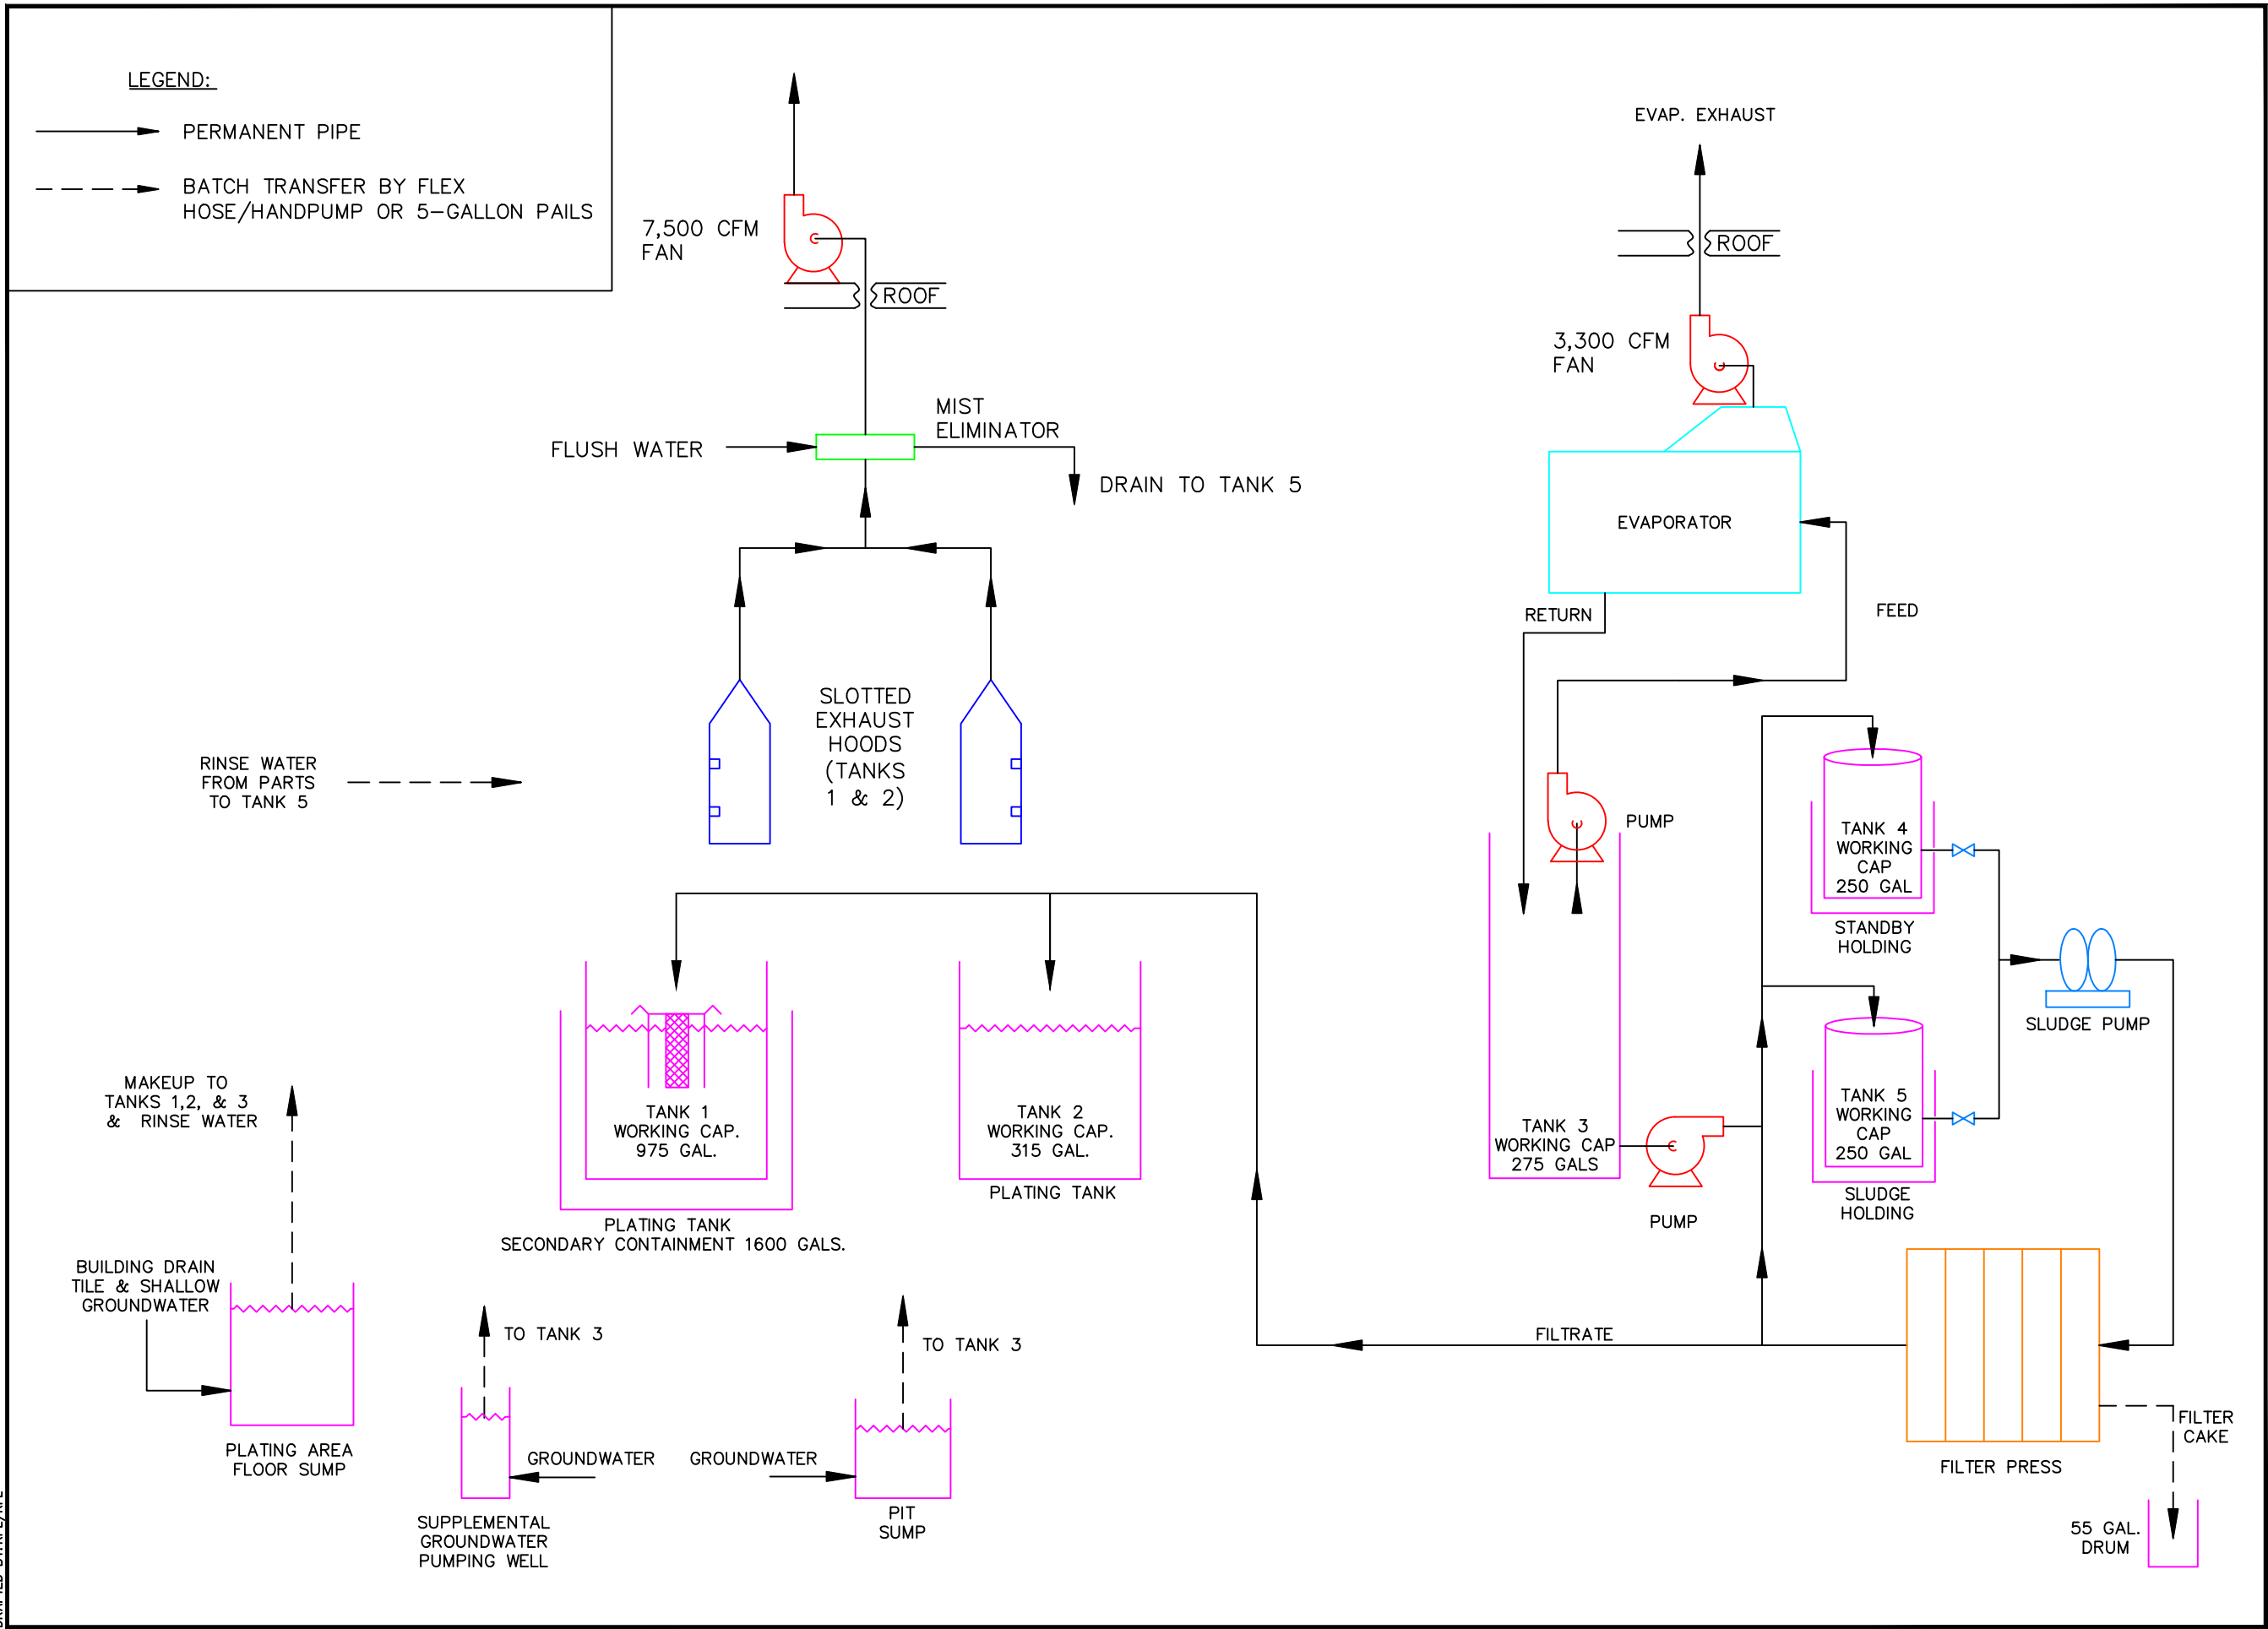 LEGEND:
PERMANENT PIPE
BATCH TRANSFER BY FLEX
HOSE/HANDPUMP OR 5-GALLON PAILS
7,500 CFM
FAN
ROOF
MIST
ELIMINATOR
FLUSH WATER
DRAIN TO TANK 5
SLOTTED
EXHAUST
HOODS
(TANKS
1 & 2)
RINSE WATER
FROM PARTS
TO TANK 5
EVAP. EXHAUST
ROOF
3,300 CFM
FAN
EVAPORATOR
RETURN
FEED
PUMP
TANK 4
WORKING
CAP
250 GAL
STANDBY
HOLDING
SLUDGE PUMP
TANK 5
WORKING
CAP
250 GAL
SLUDGE
HOLDING
TANK 3
WORKING CAP
275 GALS
PUMP
TANK 1
WORKING CAP.
975 GAL.
PLATING TANK
SECONDARY CONTAINMENT 1600 GALS.
TANK 2
WORKING CAP.
315 GAL.
PLATING TANK
MAKEUP TO
TANKS 1,2, & 3
& RINSE WATER
BUILDING DRAIN
TILE & SHALLOW
GROUNDWATER
PLATING AREA
FLOOR SUMP
TO TANK 3
GROUNDWATER
SUPPLEMENTAL
GROUNDWATER
PUMPING WELL
TO TANK 3
GROUNDWATER
PIT
SUMP
FILTRATE
FILTER PRESS
FILTER
CAKE
55 GAL.
DRUM